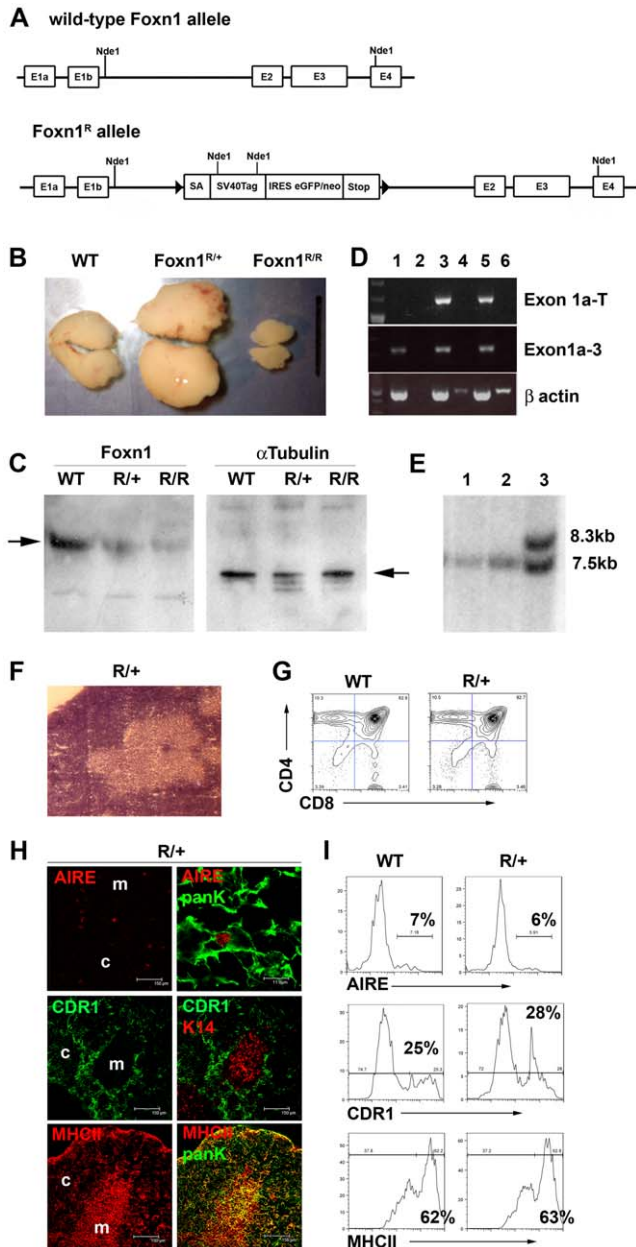 A
wild-type Foxn1 allele
Nde1 Nde1
E1a E1b E2 E3 E4
Foxn1R allele
Nde1 Nde1 Nde1 Nde1
E1a E1b SA SV40Tag IRES eGFP/neo Stop E2 E3 E4
B
WT Foxn1R/+ Foxn1R/R
D
1 2 3 4 5 6
Exon 1a-T
Exon1a-3
β actin
C
Foxn1 αTubulin
WT R/+ R/R WT R/+ R/R
E
1 2 3
8.3kb
7.5kb
F
R/+
G
WT R/+
CD4
CD8
H
R/+
AIRE
m
c
AIRE
panK
CDR1
c
m
CDR1
K14
MHCII
c
m
MHCII
panK
I
WT R/+
7% 6%
AIRE
25% 28%
CDR1
62% 63%
MHCII